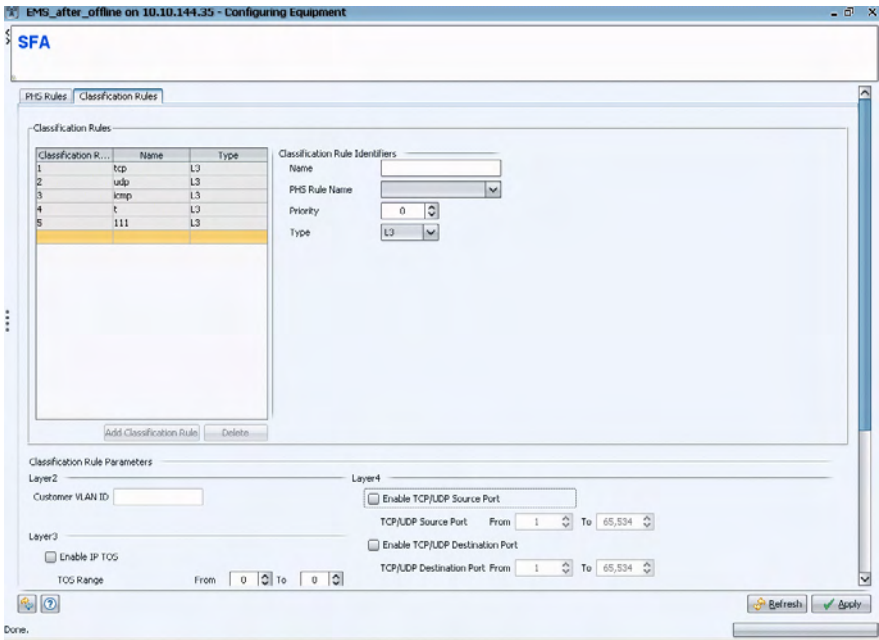 EMS_after_offline on 10.10.144.35 - Configuring Equipment
SFA
PHS Rules Classification Rules
Classification Rules
Classification R... Name Type
1 tcp L3
2 udp L3
3 icmp L3
4 t L3
5 111 L3
Add Classification Rule Delete
Classification Rule Identifiers
Name
PHS Rule Name
Priority 0
Type L3
Classification Rule Parameters
Layer2
Customer VLAN ID
Layer3
Enable IP TOS
TOS Range From 0 To 0
Layer4
Enable TCP/UDP Source Port
TCP/UDP Source Port From 1 To 65,534
Enable TCP/UDP Destination Port
TCP/UDP Destination Port From 1 To 65,534
Refresh Apply
Done.